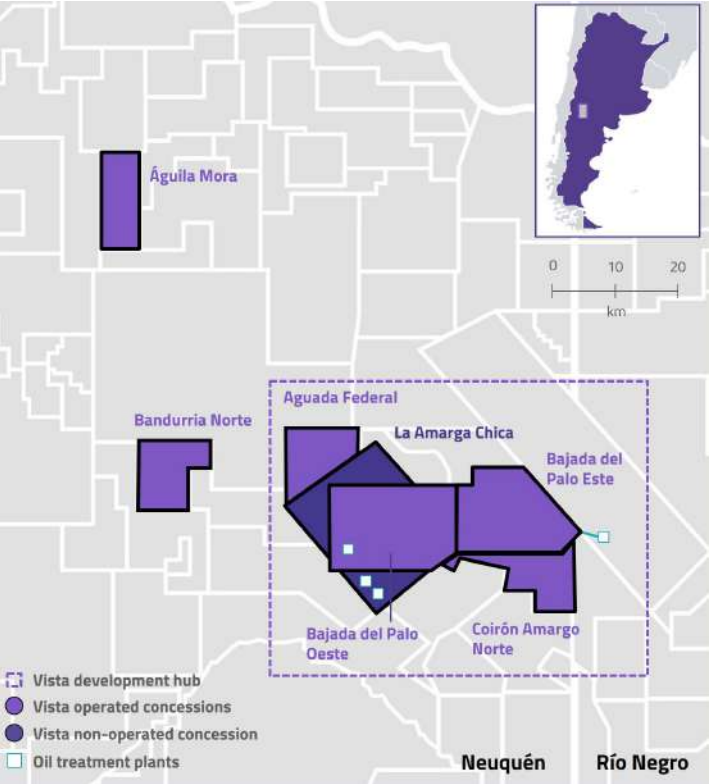 Águila Mora
0 10 20
km
Aguada Federal
Bandurria Norte
La Amarga Chica
Bajada del
Palo Este
Bajada del Palo
Oeste
Coirón Amargo
Norte
Vista development hub
Vista operated concessions
Vista non-operated concession
Oil treatment plants
Neuquén Río Negro